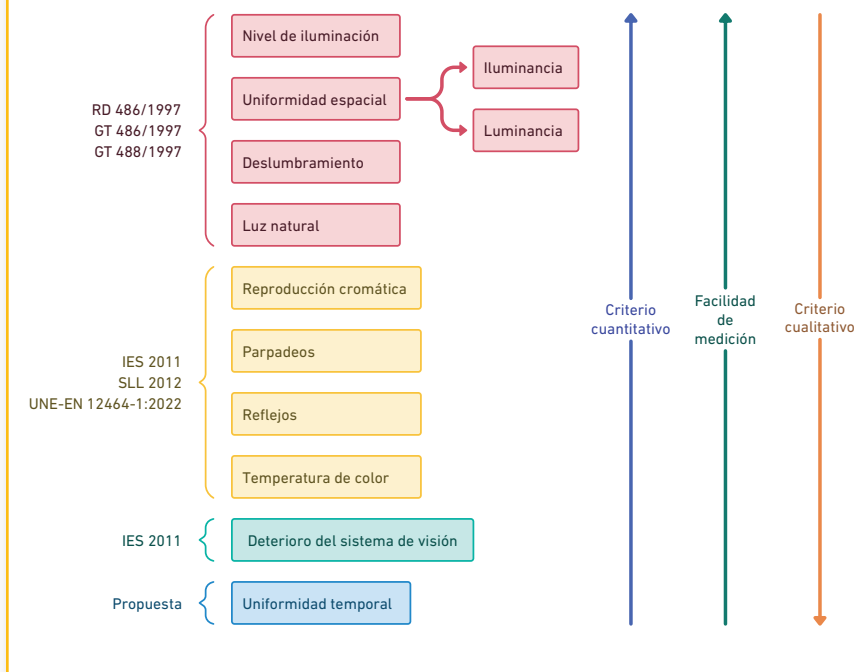 RD 486/1997
GT 486/1997
GT 488/1997
Nivel de iluminación
Uniformidad espacial
Iluminancia
Luminancia
Deslumbramiento
Luz natural
IES 2011
SLL 2012
UNE-EN 12464-1:2022
Reproducción cromática
Parpadeos
Reflejos
Temperatura de color
IES 2011
Deterioro del sistema de visión
Propuesta
Uniformidad temporal
Criterio
cuantitativo
Facilidad
de
medición
Criterio
cualitativo